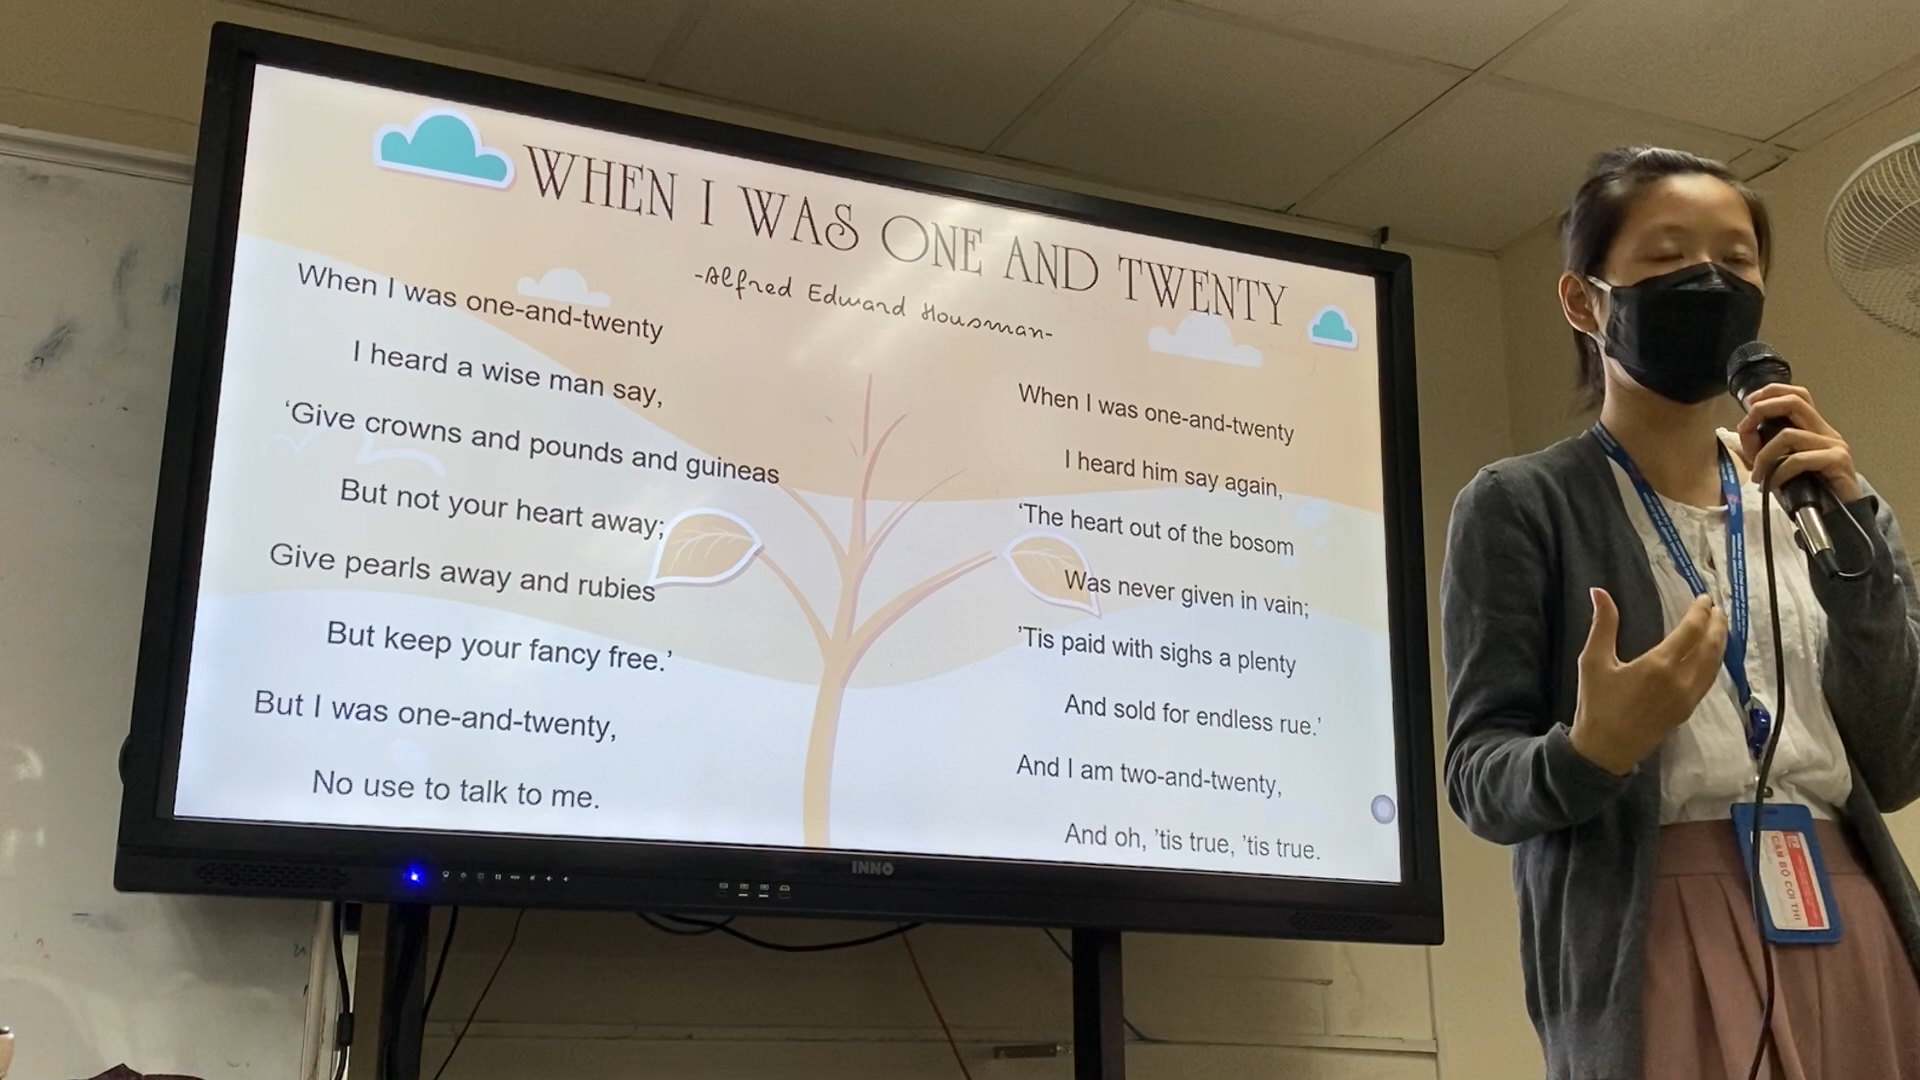 WHEN I WAS ONE AND TWENTY
-Alfred Edward Housman-
When I was one-and-twenty
I heard a wise man say,
‘Give crowns and pounds and guineas
But not your heart away;
Give pearls away and rubies
But keep your fancy free.’
But I was one-and-twenty,
No use to talk to me.
When I was one-and-twenty
I heard him say again,
‘The heart out of the bosom
Was never given in vain;
’Tis paid with sighs a plenty
And sold for endless rue.’
And I am two-and-twenty,
And oh, ’tis true, ’tis true.
INNO
CÁN BỘ COI THI